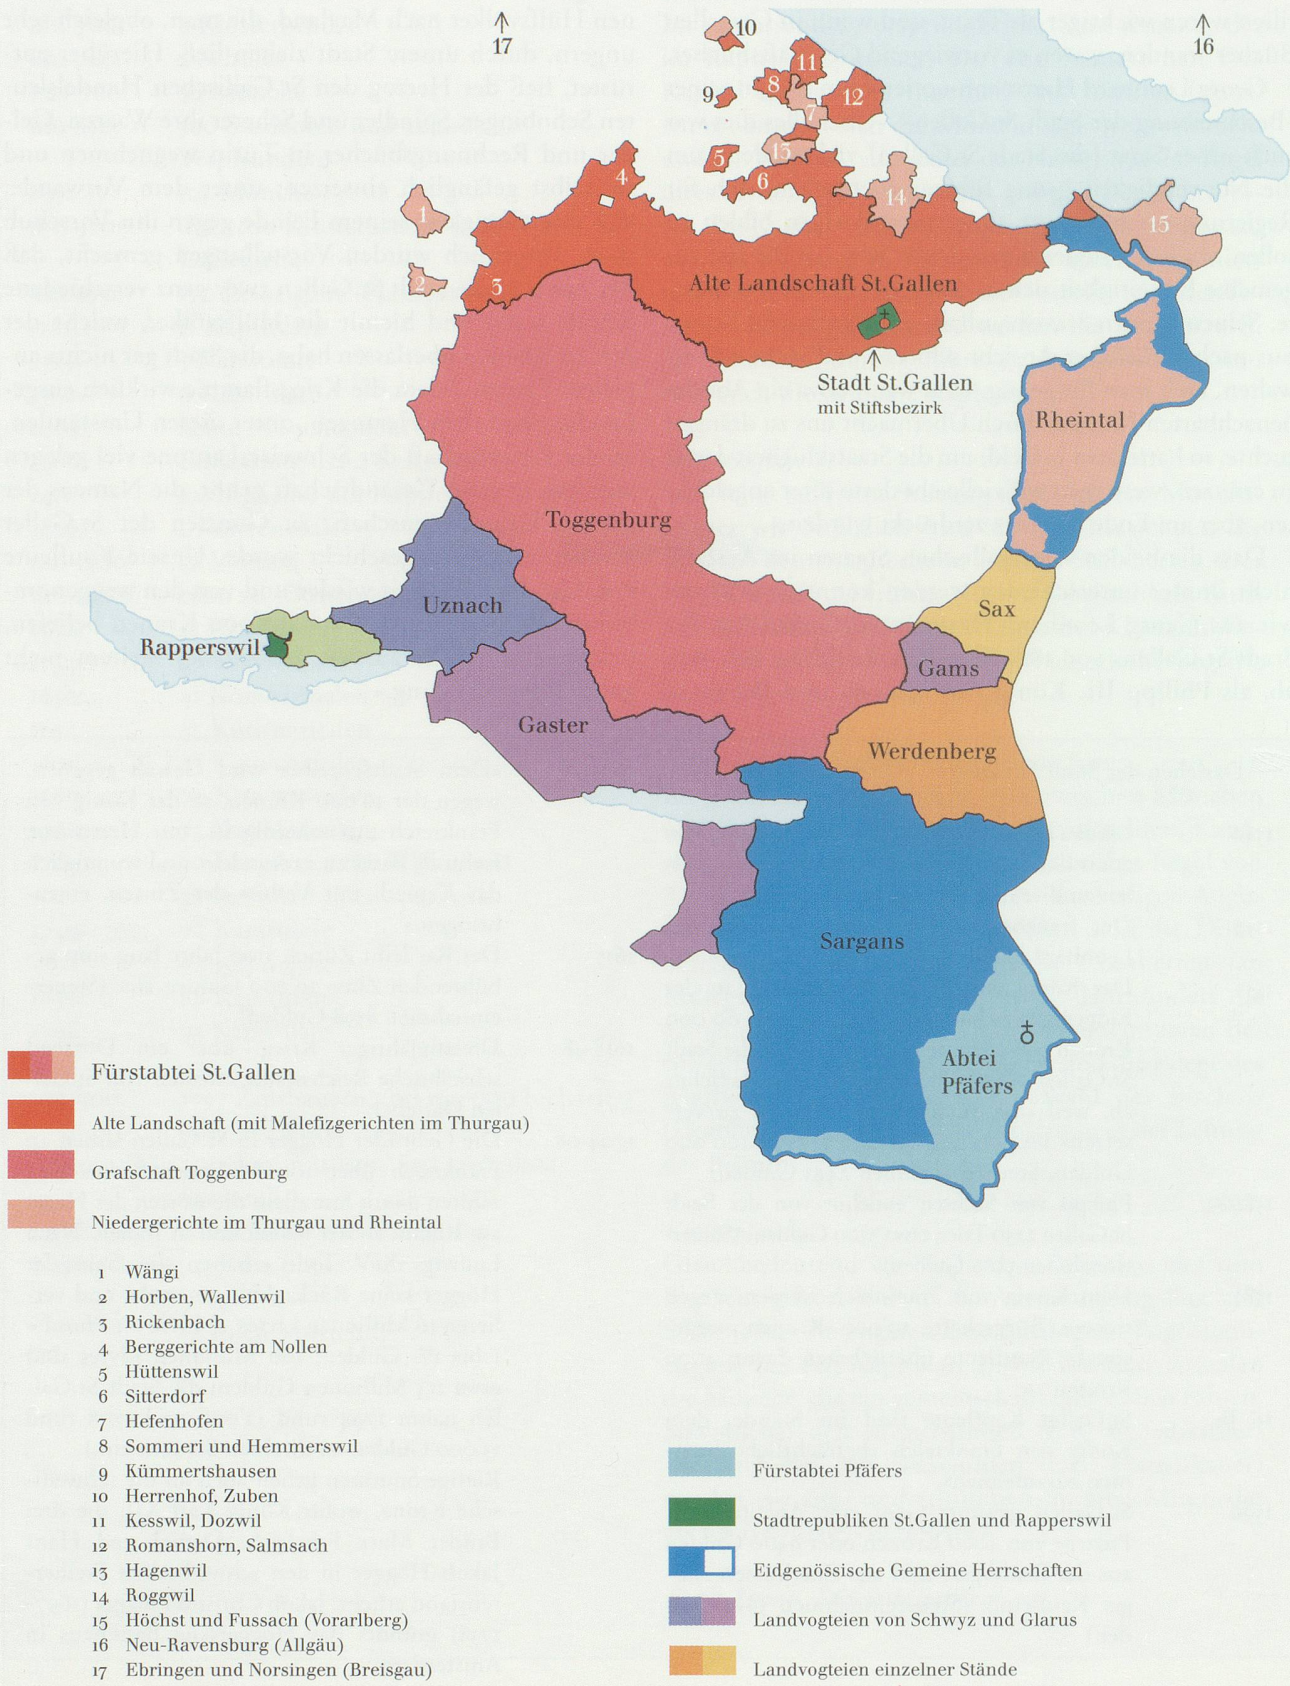 17
10
16
11
8
9
12
7
5
13
6
4
14
1
15
2
3
Alte Landschaft St.Gallen
Stadt St.Gallen
mit Stiftsbezirk
Rheintal
Toggenburg
Uznach
Sax
Rapperswil
Gams
Gaster
Werdenberg
Sargans
Abtei
Pfäfers
Fürstabtei St.Gallen
Alte Landschaft (mit Malefizgerichten im Thurgau)
Grafschaft Toggenburg
Niedergerichte im Thurgau und Rheintal
1 Wängi
2 Horben, Wallenwil
3 Rickenbach
4 Berggerichte am Nollen
5 Hüttenswil
6 Sitterdorf
7 Hefenhofen
8 Sommeri und Hemmerswil
9 Kümmertshausen
10 Herrenhof, Zuben
11 Kesswil, Dozwil
12 Romanshorn, Salmsach
13 Hagenwil
14 Roggwil
15 Höchst und Fussach (Vorarlberg)
16 Neu-Ravensburg (Allgäu)
17 Ebringen und Norsingen (Breisgau)
Fürstabtei Pfäfers
Stadtrepubliken St.Gallen und Rapperswil
Eidgenössische Gemeine Herrschaften
Landvogteien von Schwyz und Glarus
Landvogteien einzelner Stände